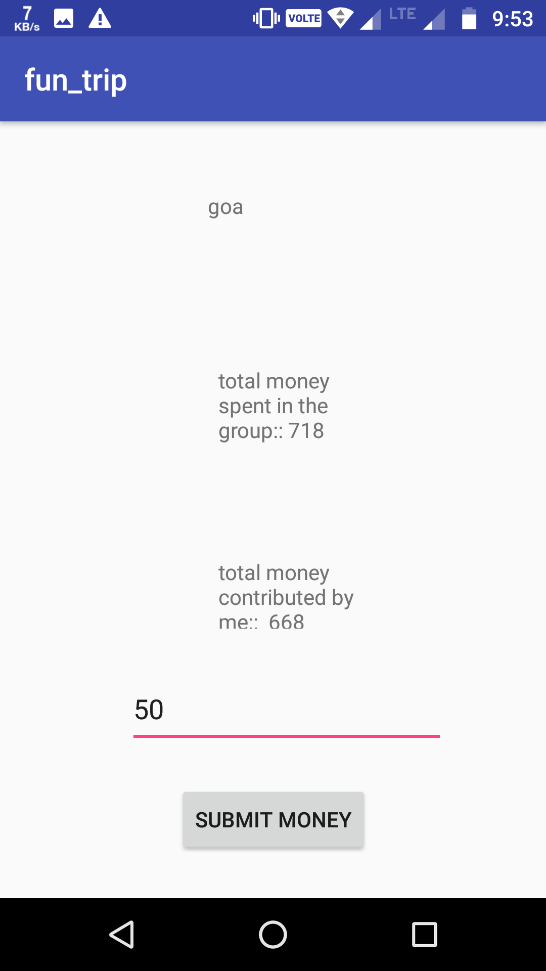 7
KB/s
VOLTE
LTE
9:53
fun_trip
goa
total money
spent in the
group:: 718
total money
contributed by
me::  668
50
SUBMIT MONEY